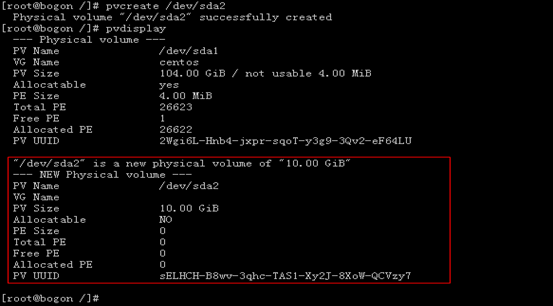 [root@bogon /]# pvcreate /dev/sda2
  Physical volume "/dev/sda2" successfully created
[root@bogon /]# pvdisplay
  --- Physical volume ---
  PV Name               /dev/sda1
  VG Name               centos
  PV Size               104.00 GiB / not usable 4.00 MiB
  Allocatable           yes
  PE Size               4.00 MiB
  Total PE              26623
  Free PE               1
  Allocated PE          26622
  PV UUID               2Wgi6L-Hnb4-jxpr-sqoT-y3g9-3Qv2-eF64LU
  "/dev/sda2" is a new physical volume of "10.00 GiB"
  --- NEW Physical volume ---
  PV Name               /dev/sda2
  VG Name
  PV Size               10.00 GiB
  Allocatable           NO
  PE Size               0
  Total PE              0
  Free PE               0
  Allocated PE          0
  PV UUID               sELHCH-B8wv-3qhc-TAS1-Xy2J-8XoW-QCVzy7
[root@bogon /]#